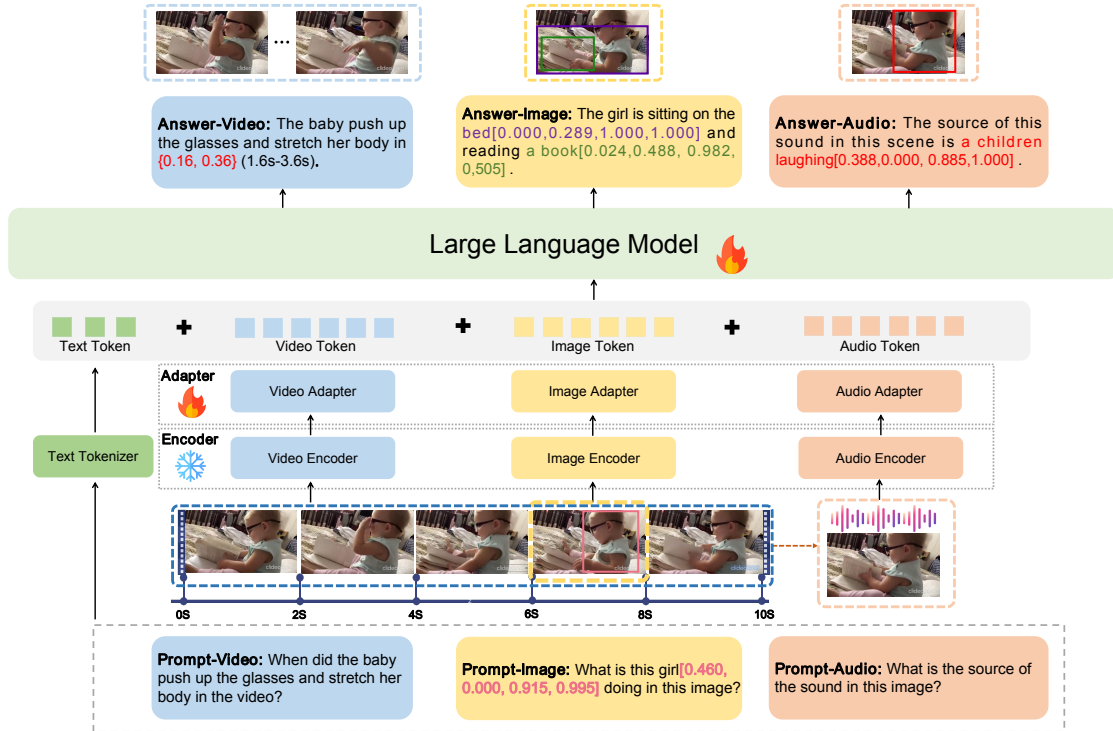 ...
Answer-Video: The baby push up
the glasses and stretch her body in
{0.16, 0.36} (1.6s-3.6s).
Answer-Image: The girl is sitting on the
bed[0.000,0.289,1.000,1.000] and
reading a book[0.024,0.488, 0.982,
0,505] .
Answer-Audio: The source of this
sound in this scene is a children
laughing[0.388,0.000, 0.885,1.000] .
Large Language Model
Text Token
Video Token
Image Token
Audio Token
Adapter
Video Adapter
Image Adapter
Audio Adapter
Text Tokenizer
Encoder
Video Encoder
Image Encoder
Audio Encoder
0S
2S
4S
6S
8S
10S
Prompt-Video: When did the baby
push up the glasses and stretch her
body in the video?
Prompt-Image: What is this girl[0.460,
0.000, 0.915, 0.995] doing in this image?
Prompt-Audio: What is the source of
the sound in this image?